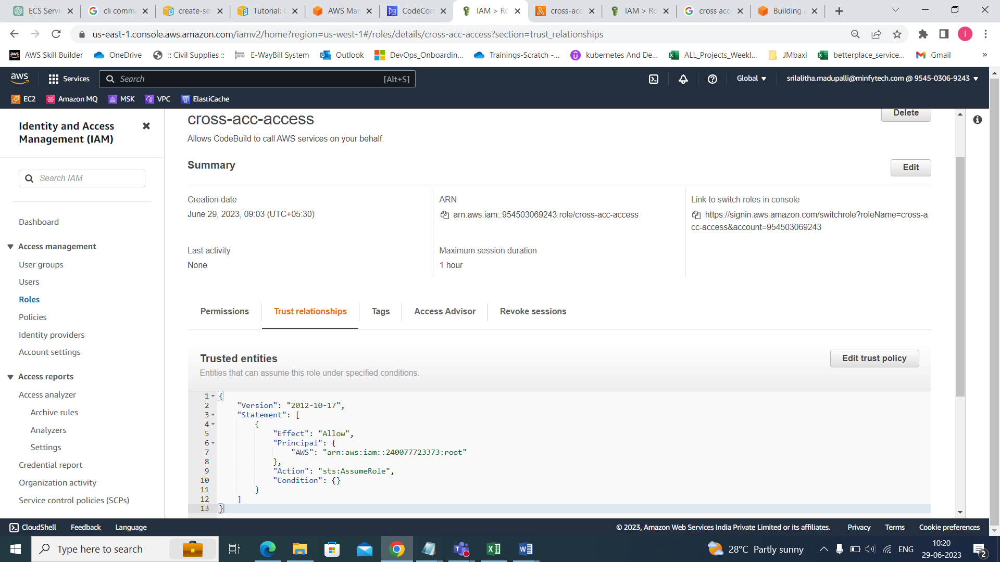 ECS Servi
cli comma
create-se
Tutorial: C
AWS Man
CodeCom
IAM > Ro
cross-acc
IAM > Ro
cross acc
Building a
us-east-1.console.aws.amazon.com/iamv2/home?region=us-west-1#/roles/details/cross-acc-access?section=trust_relationships
I
AWS Skill Builder
OneDrive
:: Civil Supplies ::
E-WayBill System
Outlook
DevOps_Onboardin...
Trainings-Scratch -...
kubernetes And De...
ALL_Projects_Weekl...
JMbaxi
betterplace_service...
Gmail
»
aws
Services
Search
[Alt+S]
Global
srilalitha.madupalli@minfytech.com @ 9545-0306-9243
EC2
Amazon MQ
MSK
VPC
ElastiCache
Identity and Access
Management (IAM)
Search IAM
Dashboard
Access management
User groups
Users
Roles
Policies
Identity providers
Account settings
Access reports
Access analyzer
Archive rules
Analyzers
Settings
Credential report
Organization activity
Service control policies (SCPs)
cross-acc-access
Delete
Allows CodeBuild to call AWS services on your behalf.
Summary
Edit
Creation date
June 29, 2023, 09:03 (UTC+05:30)
ARN
arn:aws:iam::954503069243:role/cross-acc-access
Link to switch roles in console
https://signin.aws.amazon.com/switchrole?roleName=cross-a
cc-access&account=954503069243
Last activity
None
Maximum session duration
1 hour
Permissions
Trust relationships
Tags
Access Advisor
Revoke sessions
Trusted entities
Edit trust policy
Entities that can assume this role under specified conditions.
1 {
2 "Version": "2012-10-17",
3 "Statement": [
4 {
5 "Effect": "Allow",
6 "Principal": {
7 "AWS": "arn:aws:iam::240077723373:root"
8 },
9 "Action": "sts:AssumeRole",
10 "Condition": {}
11 }
12 ]
13 }
CloudShell
Feedback
Language
© 2023, Amazon Web Services India Private Limited or its affiliates.
Privacy
Terms
Cookie preferences
Type here to search
28°C Partly sunny
ENG
10:20
29-06-2023
2